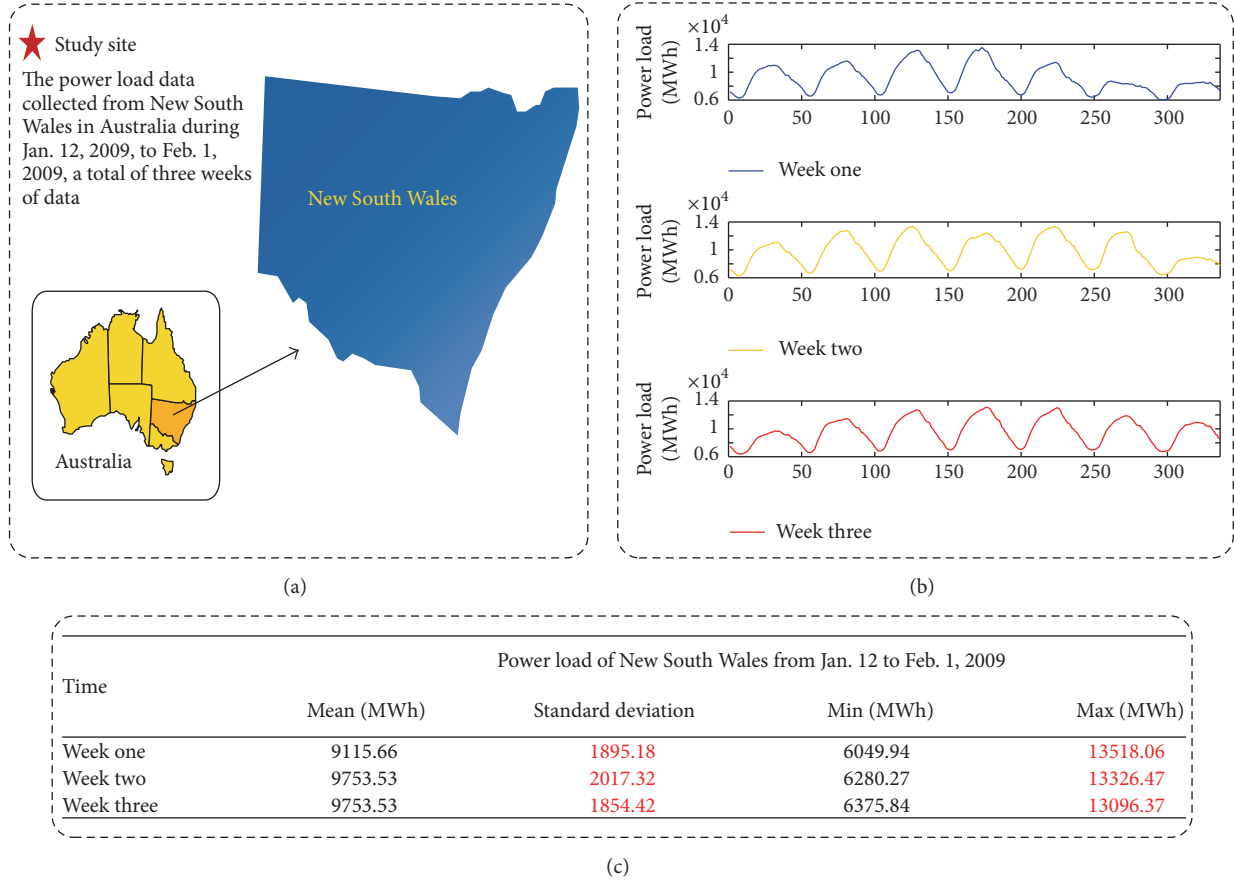 Study site
The power load data
collected from New South
Wales in Australia during
Jan. 12, 2009, to Feb. 1,
2009, a total of three weeks
of data
New South Wales
Australia
(a)
×10⁴
Power load
(MWh)
1.4
1
0.6
0 50 100 150 200 250 300
Week one
×10⁴
Power load
(MWh)
1.4
1
0.6
0 50 100 150 200 250 300
Week two
×10⁴
Power load
(MWh)
1.4
1
0.6
0 50 100 150 200 250 300
Week three
(b)
Power load of New South Wales from Jan. 12 to Feb. 1, 2009
Time
Mean (MWh) Standard deviation Min (MWh) Max (MWh)
Week one 9115.66 1895.18 6049.94 13518.06
Week two 9753.53 2017.32 6280.27 13326.47
Week three 9753.53 1854.42 6375.84 13096.37
(c)